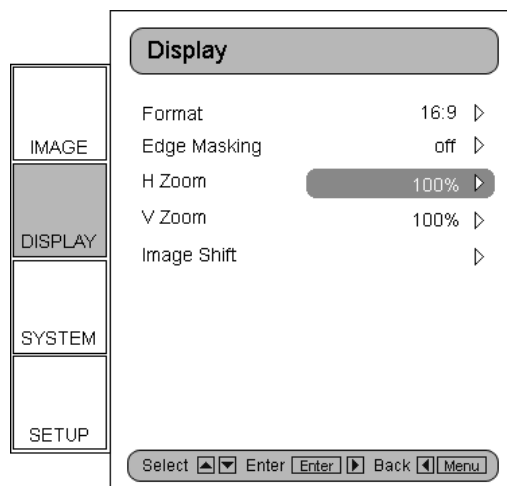 Display
Format 16:9
Edge Masking off
H Zoom 100%
V Zoom 100%
Image Shift
IMAGE
DISPLAY
SYSTEM
SETUP
Select Enter Enter Back Menu